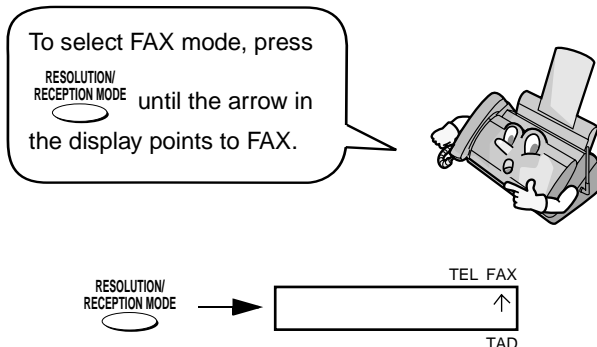 To select FAX mode, press
RESOLUTION/
RECEPTION MODE until the arrow in
the display points to FAX.
TEL FAX
RESOLUTION/
RECEPTION MODE
TAD